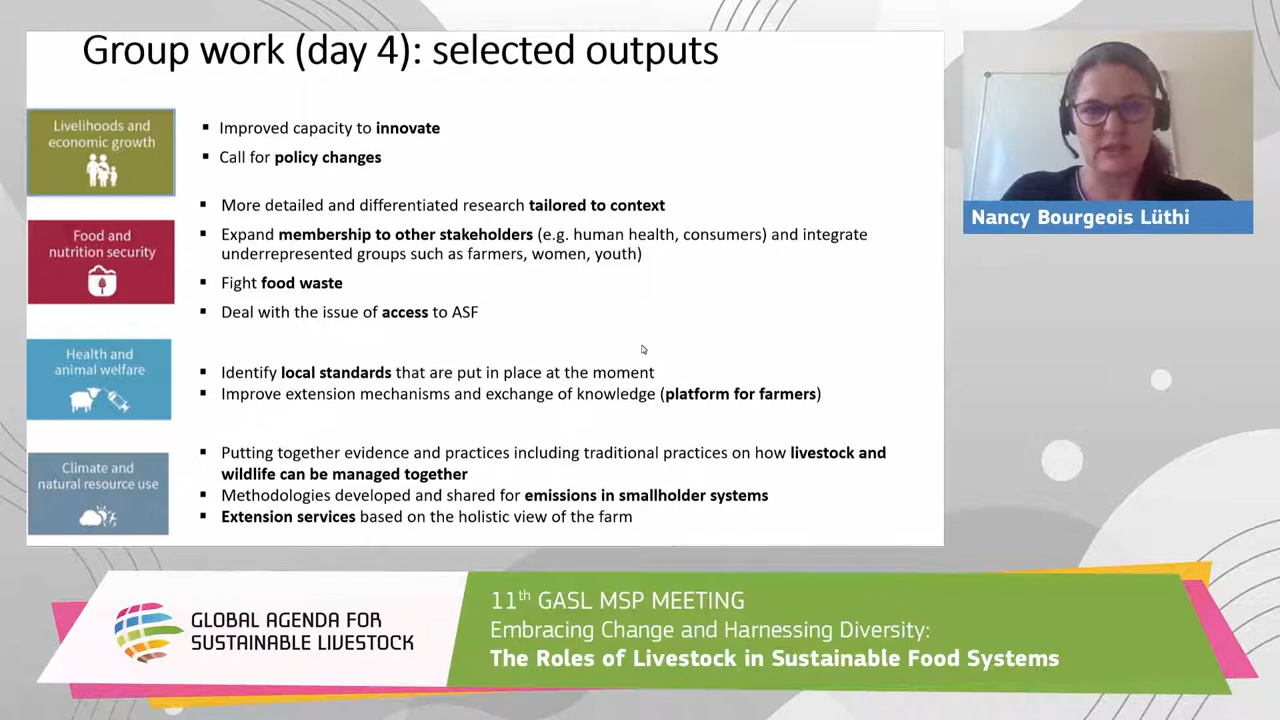 Group work (day 4): selected outputs
Livelihoods and
economic growth
▪ Improved capacity to innovate
▪ Call for policy changes
Food and
nutrition security
▪ More detailed and differentiated research tailored to context
▪ Expand membership to other stakeholders (e.g. human health, consumers) and integrate
underrepresented groups such as farmers, women, youth)
▪ Fight food waste
▪ Deal with the issue of access to ASF
Health and
animal welfare
▪ Identify local standards that are put in place at the moment
▪ Improve extension mechanisms and exchange of knowledge (platform for farmers)
Climate and
natural resource use
▪ Putting together evidence and practices including traditional practices on how livestock and
wildlife can be managed together
▪ Methodologies developed and shared for emissions in smallholder systems
▪ Extension services based on the holistic view of the farm
Nancy Bourgeois Lüthi
GLOBAL AGENDA FOR
SUSTAINABLE LIVESTOCK
11th GASL MSP MEETING
Embracing Change and Harnessing Diversity:
The Roles of Livestock in Sustainable Food Systems